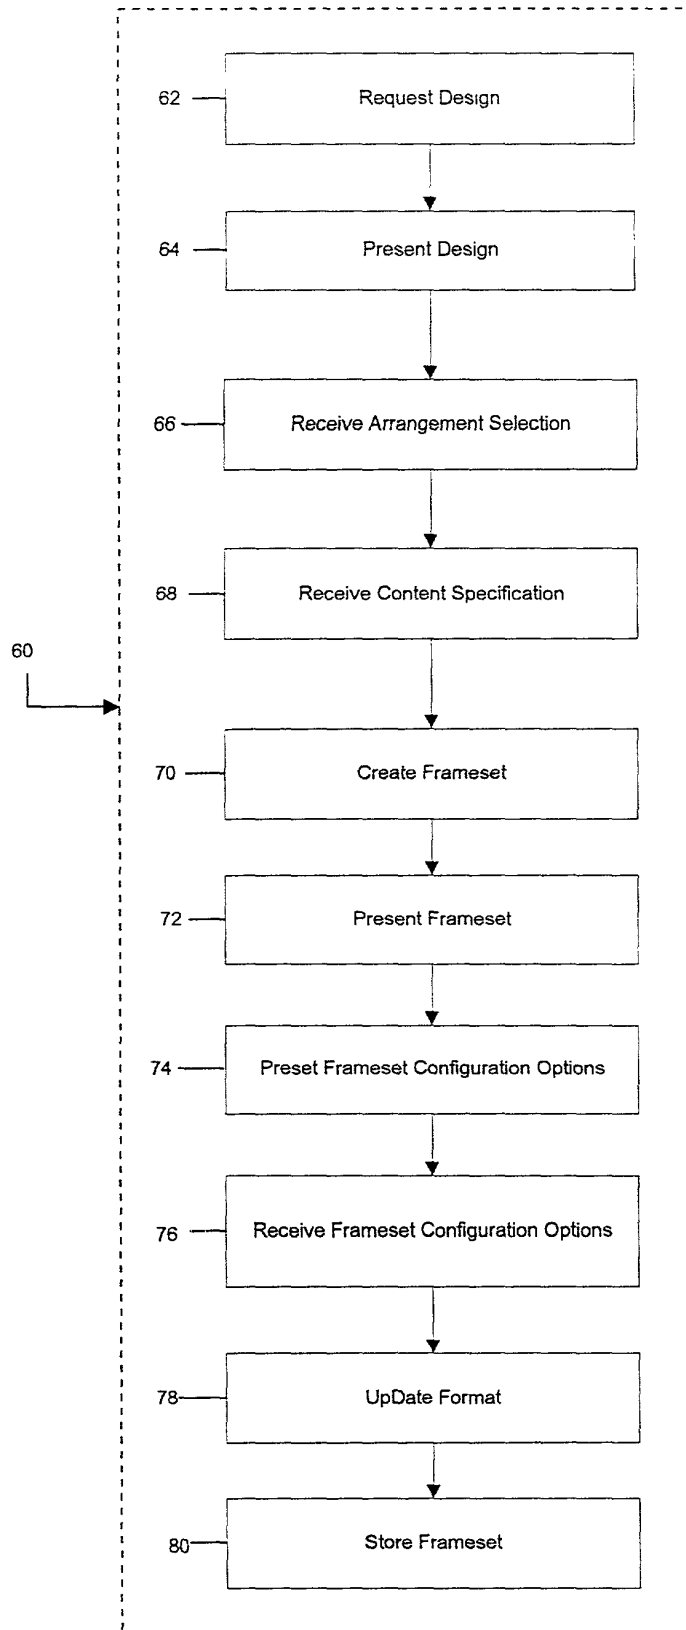 62 Request Design
64 Present Design
66 Receive Arrangement Selection
68 Receive Content Specification
60
70 Create Frameset
72 Present Frameset
74 Preset Frameset Configuration Options
76 Receive Frameset Configuration Options
78 UpDate Format
80 Store Frameset